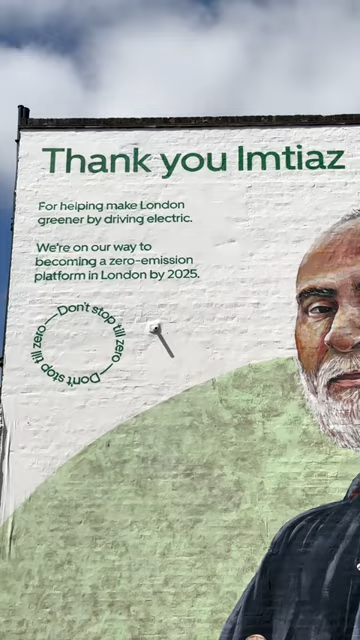 Thank you Imtiaz
For helping make London
greener by driving electric.
We're on our way to
becoming a zero-emission
platform in London by 2025.
Don't stop till zero—Don't stop till zero—